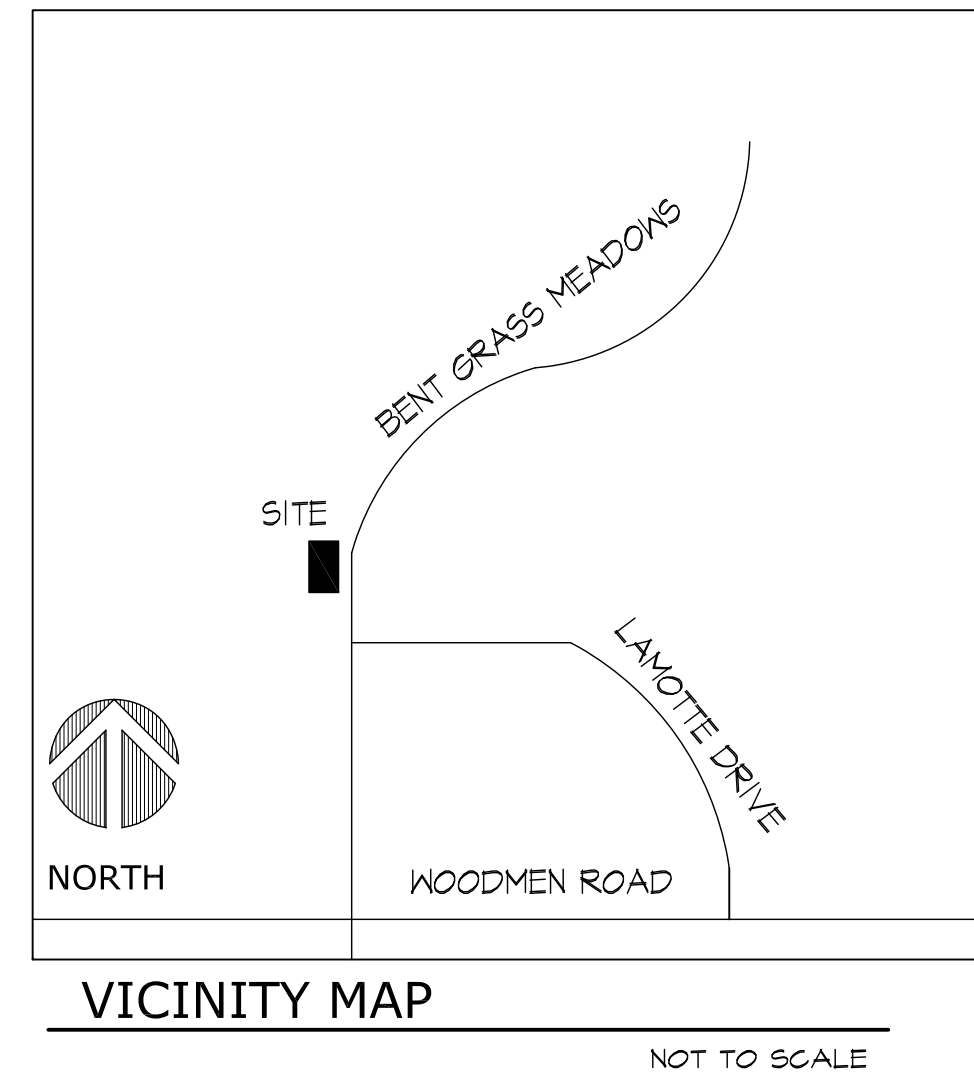 BENT GRASS MEADOWS
SITE
LAMOTTE DRIVE
NORTH
WOODMEN ROAD
VICINITY MAP
NOT TO SCALE